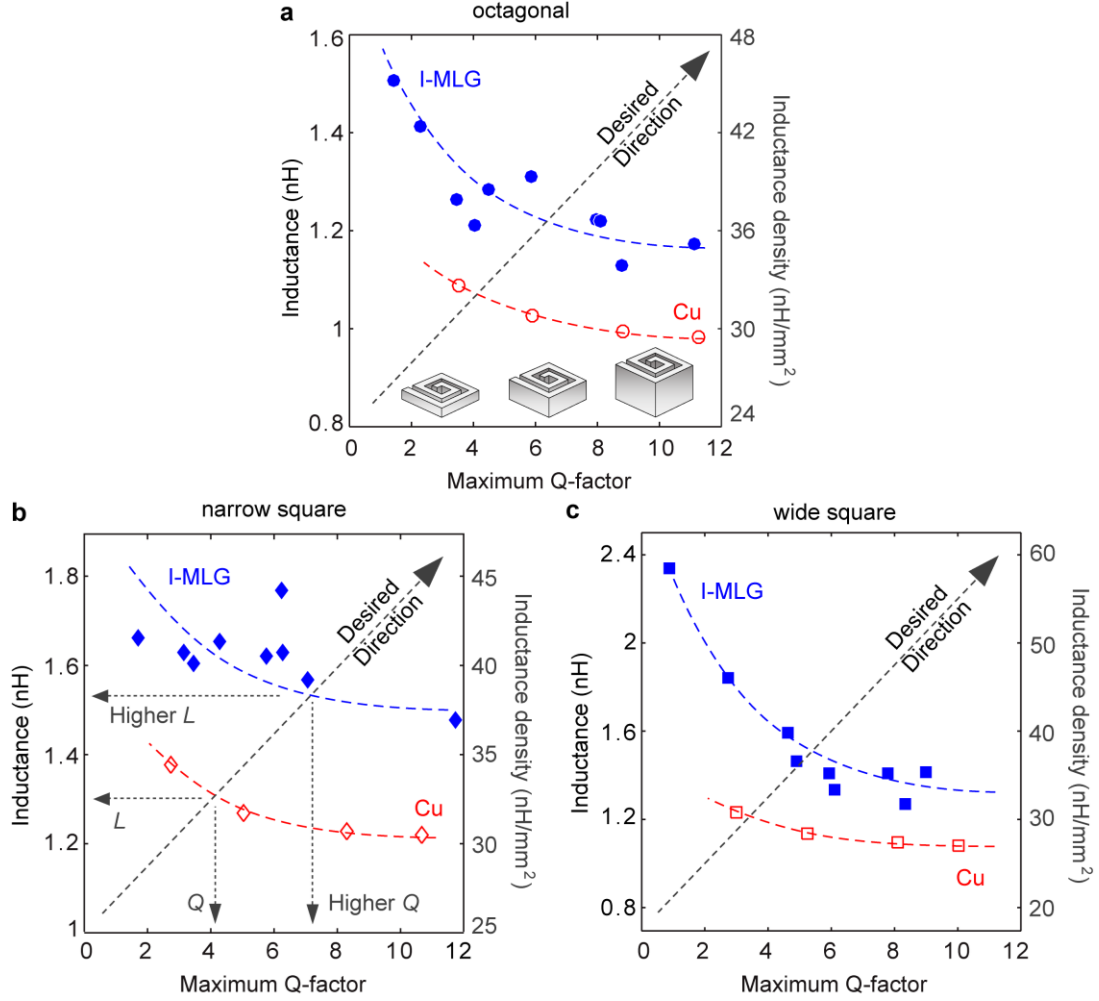 a
octagonal
1.6
1.4
1.2
1
0.8
Inductance (nH)
48
42
36
30
24
Inductance density (nH/mm²)
I-MLG
Desired
Direction
Cu
0 2 4 6 8 10 12
Maximum Q-factor
b
narrow square
1.8
1.6
1.4
1.2
1
Inductance (nH)
45
40
35
30
25
Inductance density (nH/mm²)
I-MLG
Desired
Direction
Higher L
L
Cu
Q
Higher Q
0 2 4 6 8 10 12
Maximum Q-factor
c
wide square
2.4
2
1.6
1.2
0.8
Inductance (nH)
60
50
40
30
20
Inductance density (nH/mm²)
I-MLG
Desired
Direction
Cu
0 2 4 6 8 10 12
Maximum Q-factor